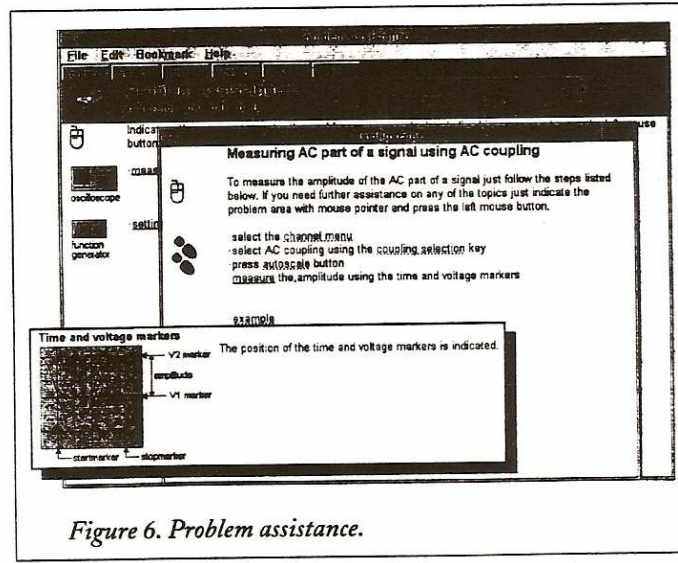 File Edit Bookmark Help
Indicat
button
use
oscilloscope
·meas
function
generator
·settin
Measuring AC part of a signal using AC coupling
To measure the amplitude of the AC part of a signal just follow the steps listed
below. If you need further assistance on any of the topics just indicate the
problem area with mouse pointer and press the left mouse button.
·select the channel menu
·select AC coupling using the coupling selection key
·press autoscale button
measure the amplitude using the time and voltage markers
example
Time and voltage markers
The position of the time and voltage markers is indicated.
V2 marker
amplitude
V1 marker
startmarker
stopmarker
Figure 6. Problem assistance.